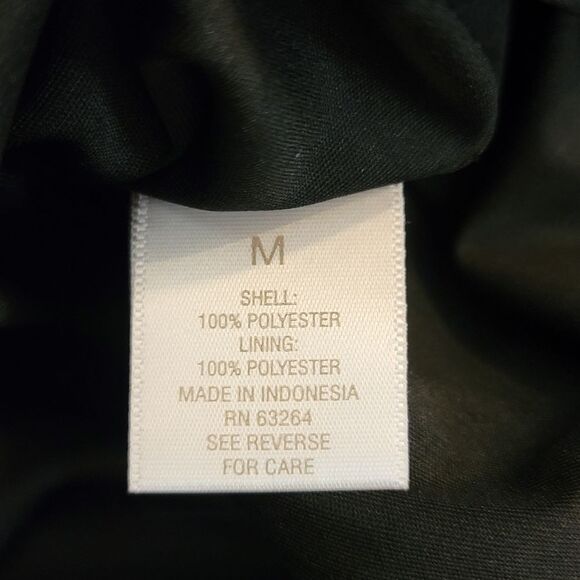 M
SHELL:
100% POLYESTER
LINING:
100% POLYESTER
MADE IN INDONESIA
RN 63264
SEE REVERSE
FOR CARE